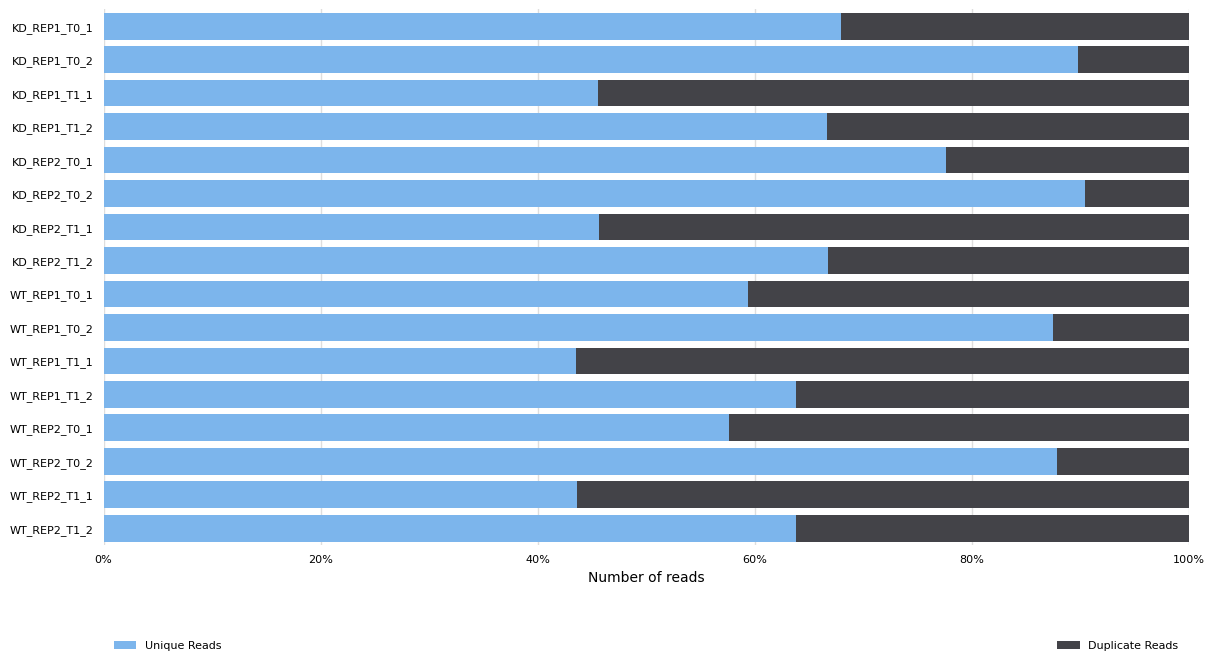 KD_REP1_T0_1
KD_REP1_T0_2
KD_REP1_T1_1
KD_REP1_T1_2
KD_REP2_T0_1
KD_REP2_T0_2
KD_REP2_T1_1
KD_REP2_T1_2
WT_REP1_T0_1
WT_REP1_T0_2
WT_REP1_T1_1
WT_REP1_T1_2
WT_REP2_T0_1
WT_REP2_T0_2
WT_REP2_T1_1
WT_REP2_T1_2
0% 20% 40% 60% 80% 100%
Number of reads
Unique Reads Duplicate Reads